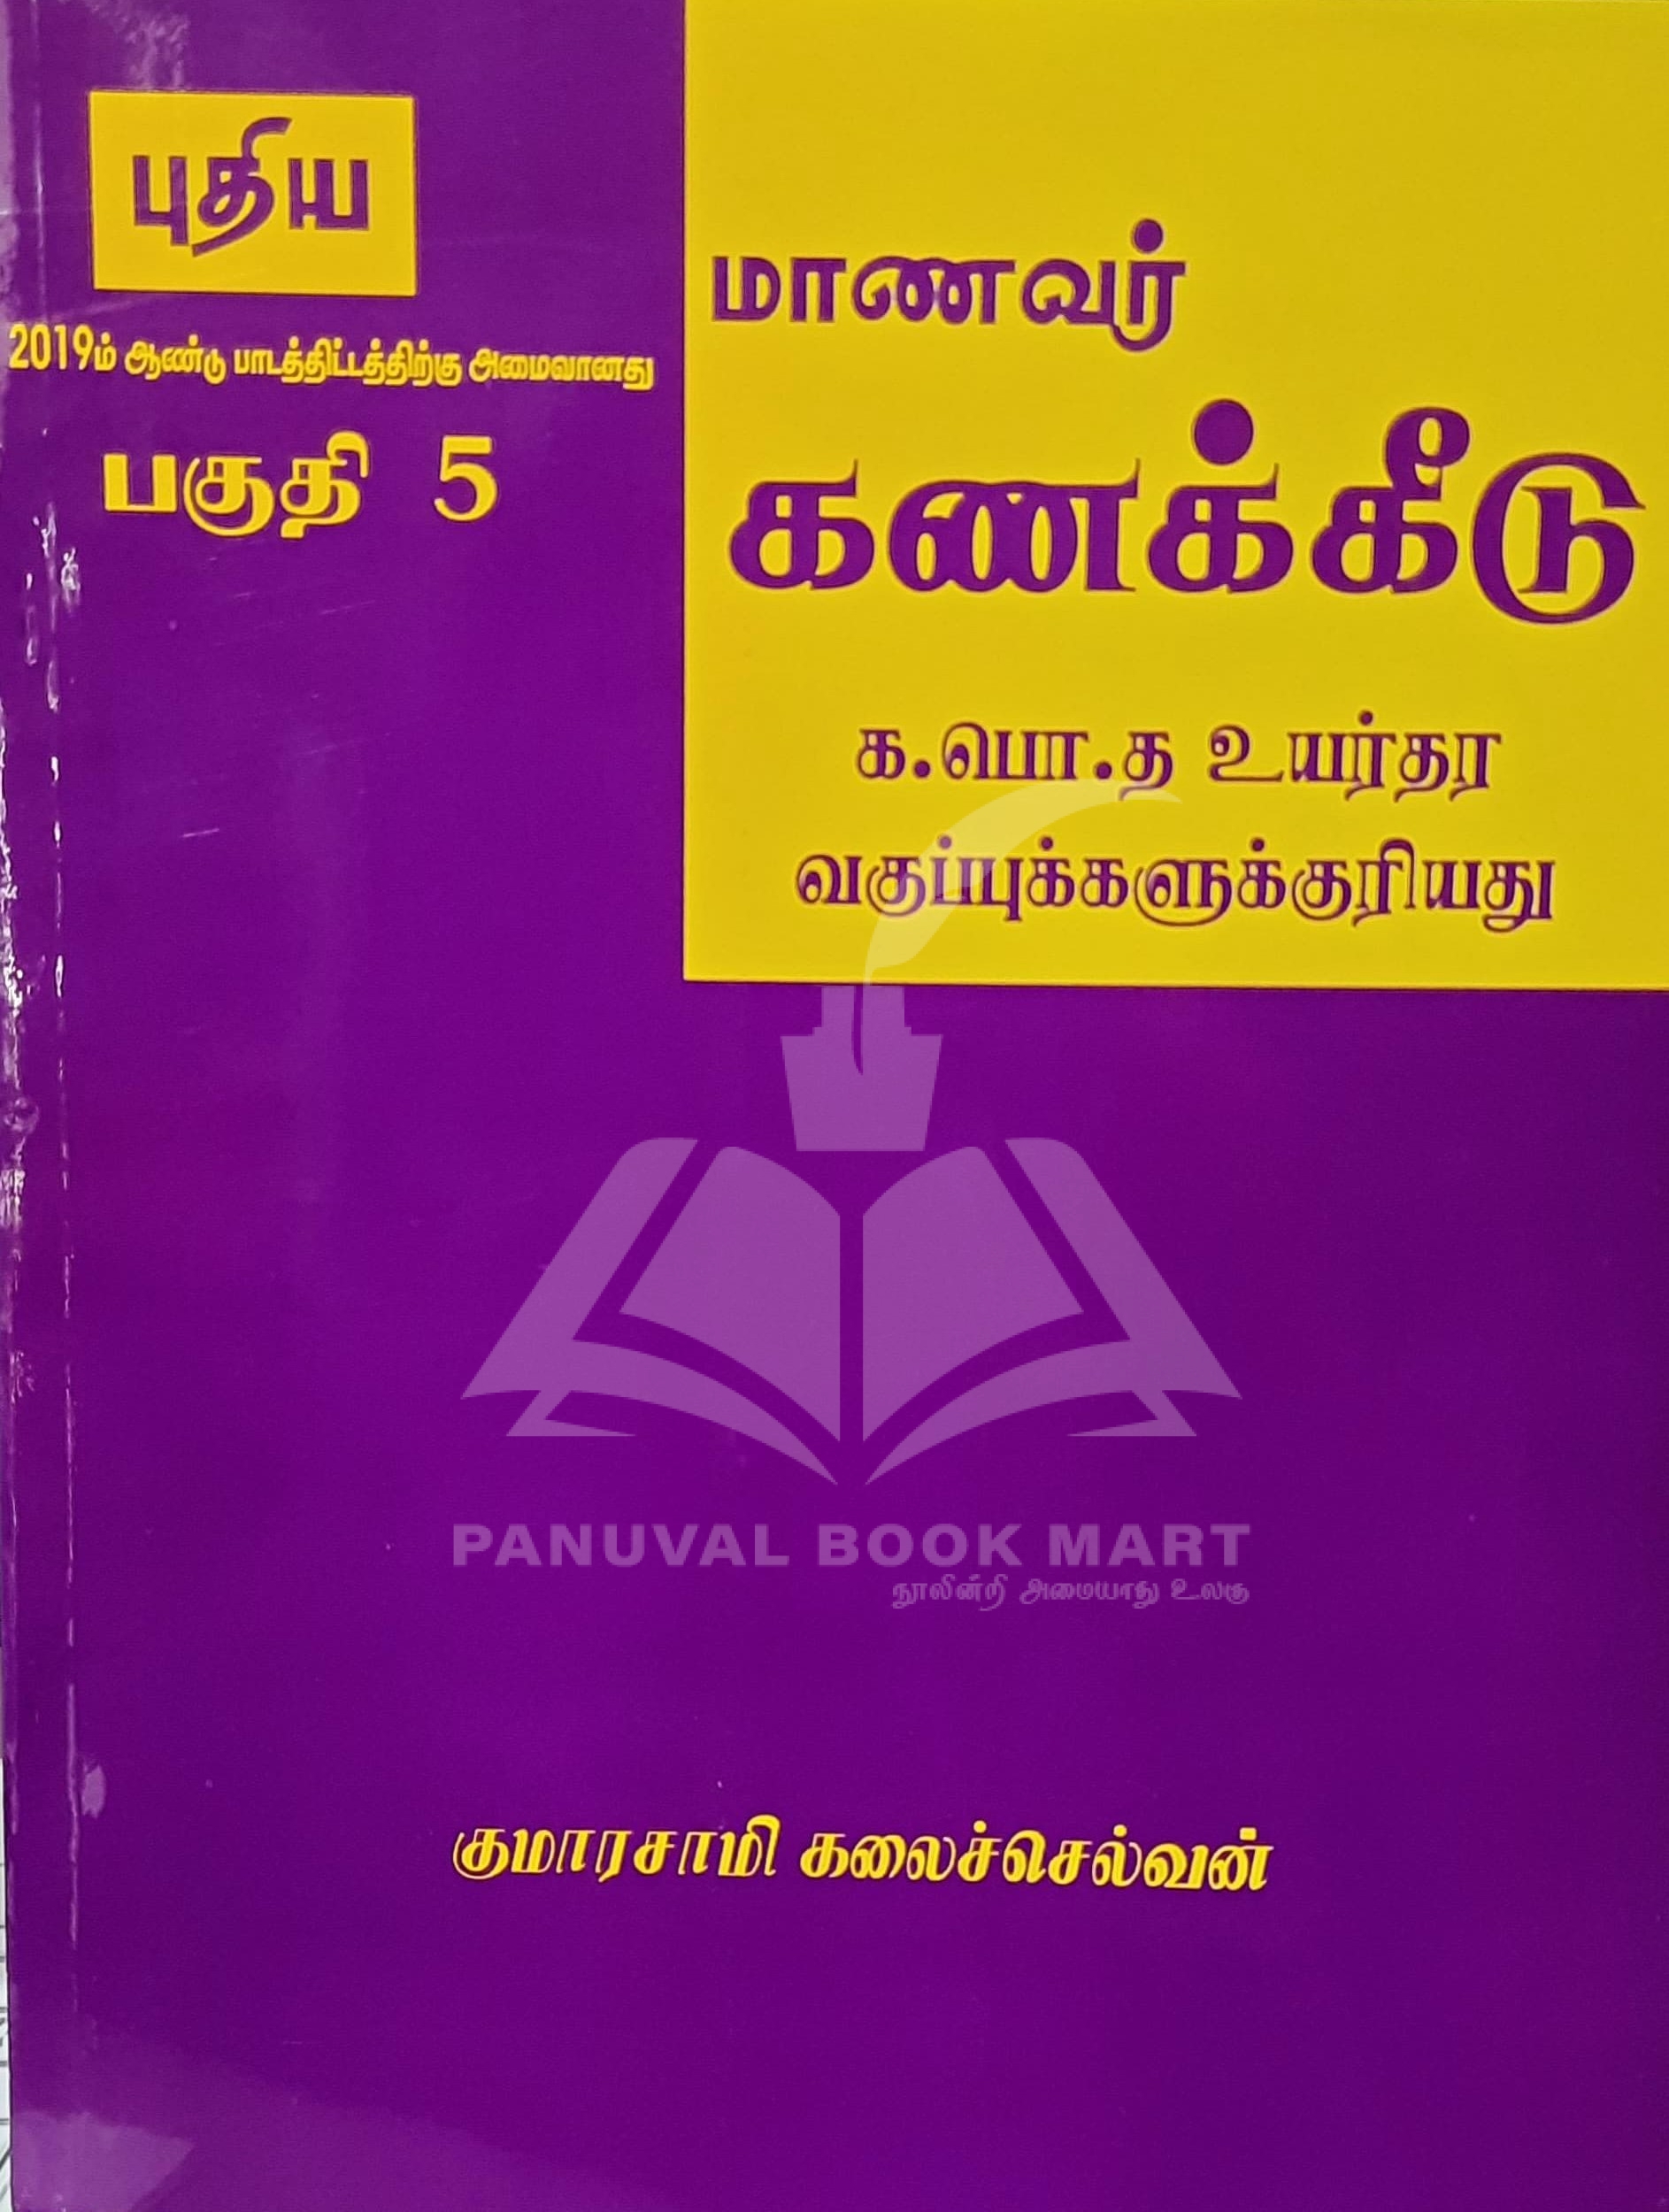 புதிய
2019ம் ஆண்டு பாடத்திட்டத்திற்கு அமைவானது
பகுதி 5
மாணவர்
கணக்கீடு
க.பொ.த உயர்தர
வகுப்புக்களுக்குரியது
PANUVAL BOOK MART
நூலின்றி அமையாது உலகு
குமாரசாமி கலைச்செல்வன்